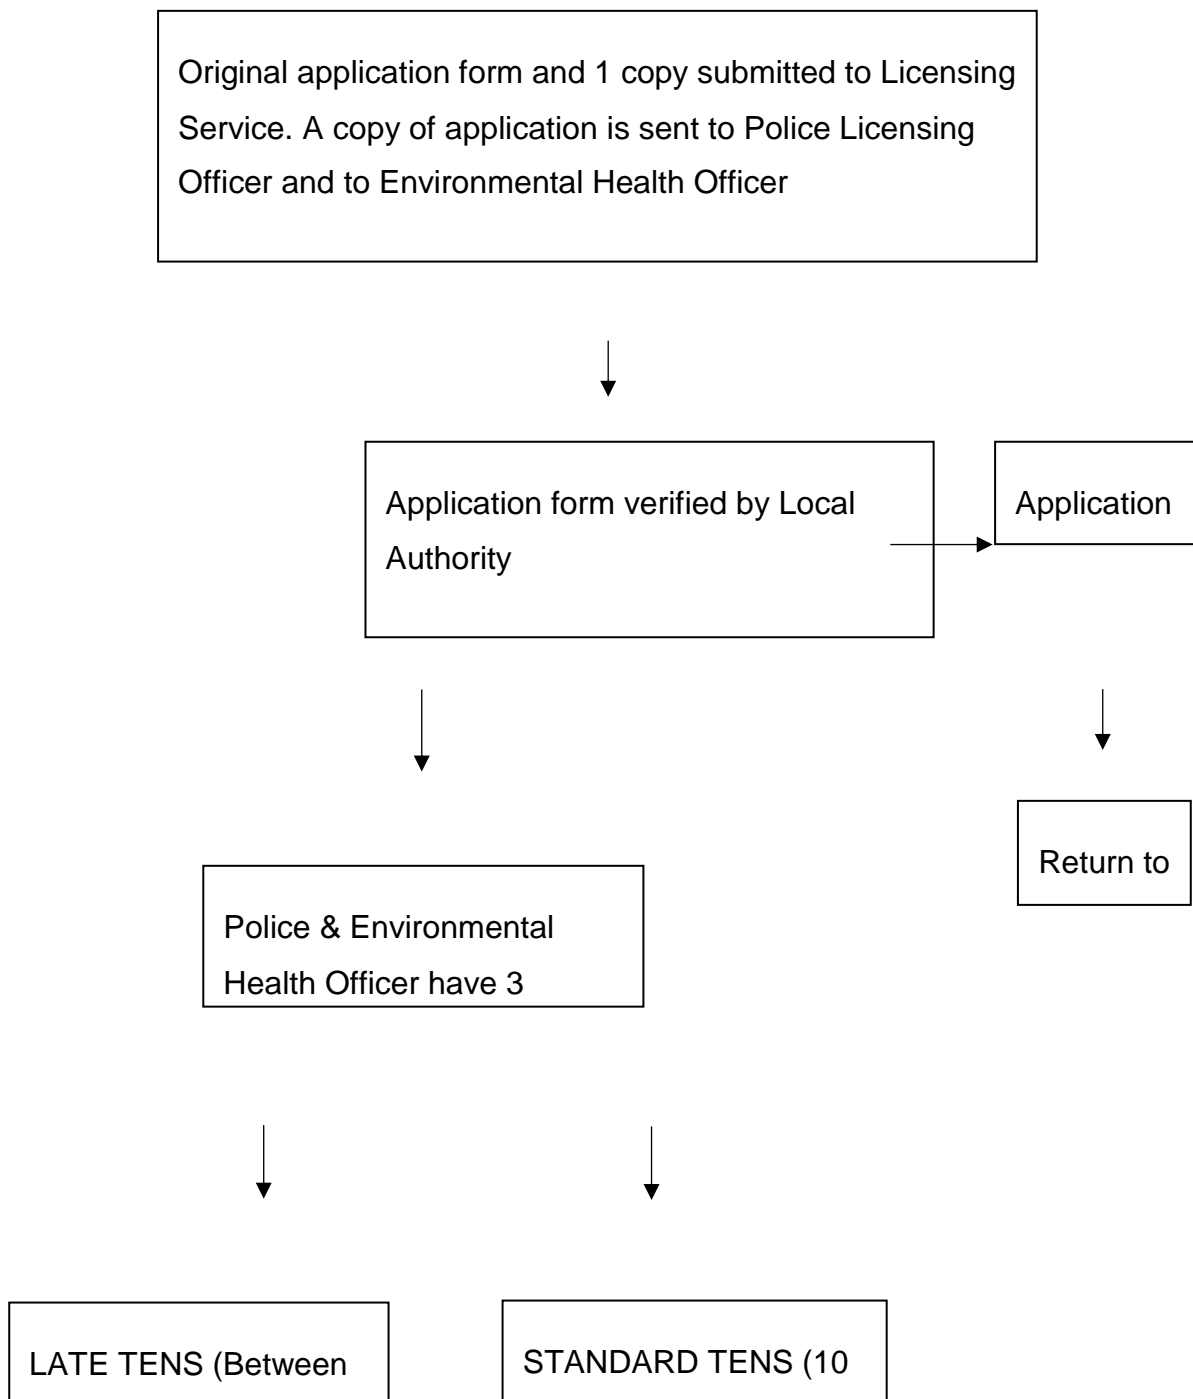 Original application form and 1 copy submitted to Licensing
Service. A copy of application is sent to Police Licensing
Officer and to Environmental Health Officer
Application form verified by Local
Authority
Application
Return to
Police & Environmental
Health Officer have 3
LATE TENS (Between
STANDARD TENS (10